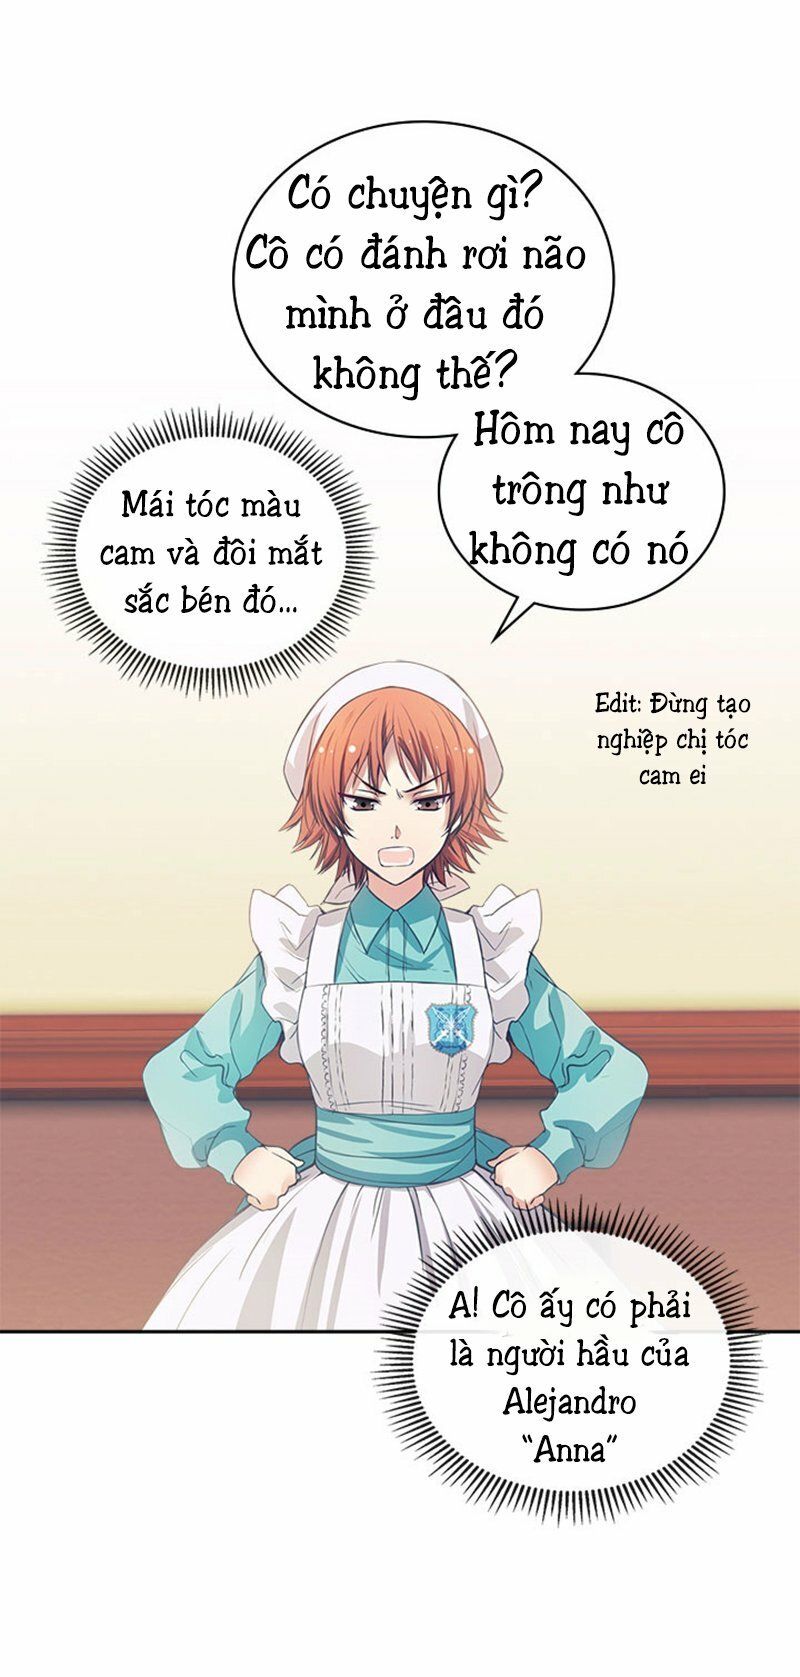 Có chuyện gì?
Cô có đánh rơi não
mình ở đâu đó
không thế?
Hôm nay cô
trông như
không có nó
Mái tóc màu
cam và đôi mắt
sắc bén đó...
Edit: Đừng tạo
nghiệp chị tóc
cam ei
A! Cô ấy có phải
là người hầu của
Alejandro
"Anna"